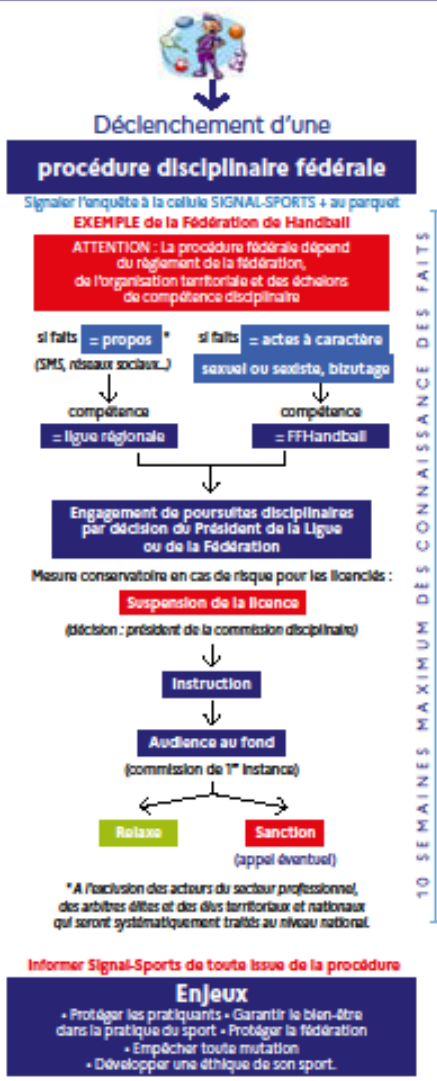 Déclenchement d'une
procédure disciplinaire fédérale
Signaler l'enquête à la cellule SIGNAL-SPORTS + au parquet
EXEMPLE de la Fédération de Handball
ATTENTION : La procédure fédérale dépend
du règlement de la fédération,
de l'organisation territoriale et des échelons
de compétence disciplinaire
si faits = propos *
(SMS, réseaux sociaux...)
compétence
= ligue régionale
si faits = actes à caractère
sexuel ou sexiste, bizutage
compétence
= FFHandball
Engagement de poursuites disciplinaires
par décision du Président de la Ligue
ou de la Fédération
Mesure conservatoire en cas de risque pour les licenciés :
Suspension de la licence
(décision : président de la commission disciplinaire)
Instruction
Audience au fond
(commission de 1re instance)
Relaxe
Sanction
(appel éventuel)
* A l'exclusion des acteurs du secteur professionnel,
des arbitres élites et des élus territoriaux et nationaux
qui seront systématiquement traités au niveau national.
10 SEMAINES MAXIMUM DÈS CONNAISSANCE DES FAITS
Informer Signal-Sports de toute issue de la procédure
Enjeux
• Protéger les pratiquants • Garantir le bien-être
dans la pratique du sport • Protéger la fédération
• Empêcher toute mutation
• Développer une éthique de son sport.